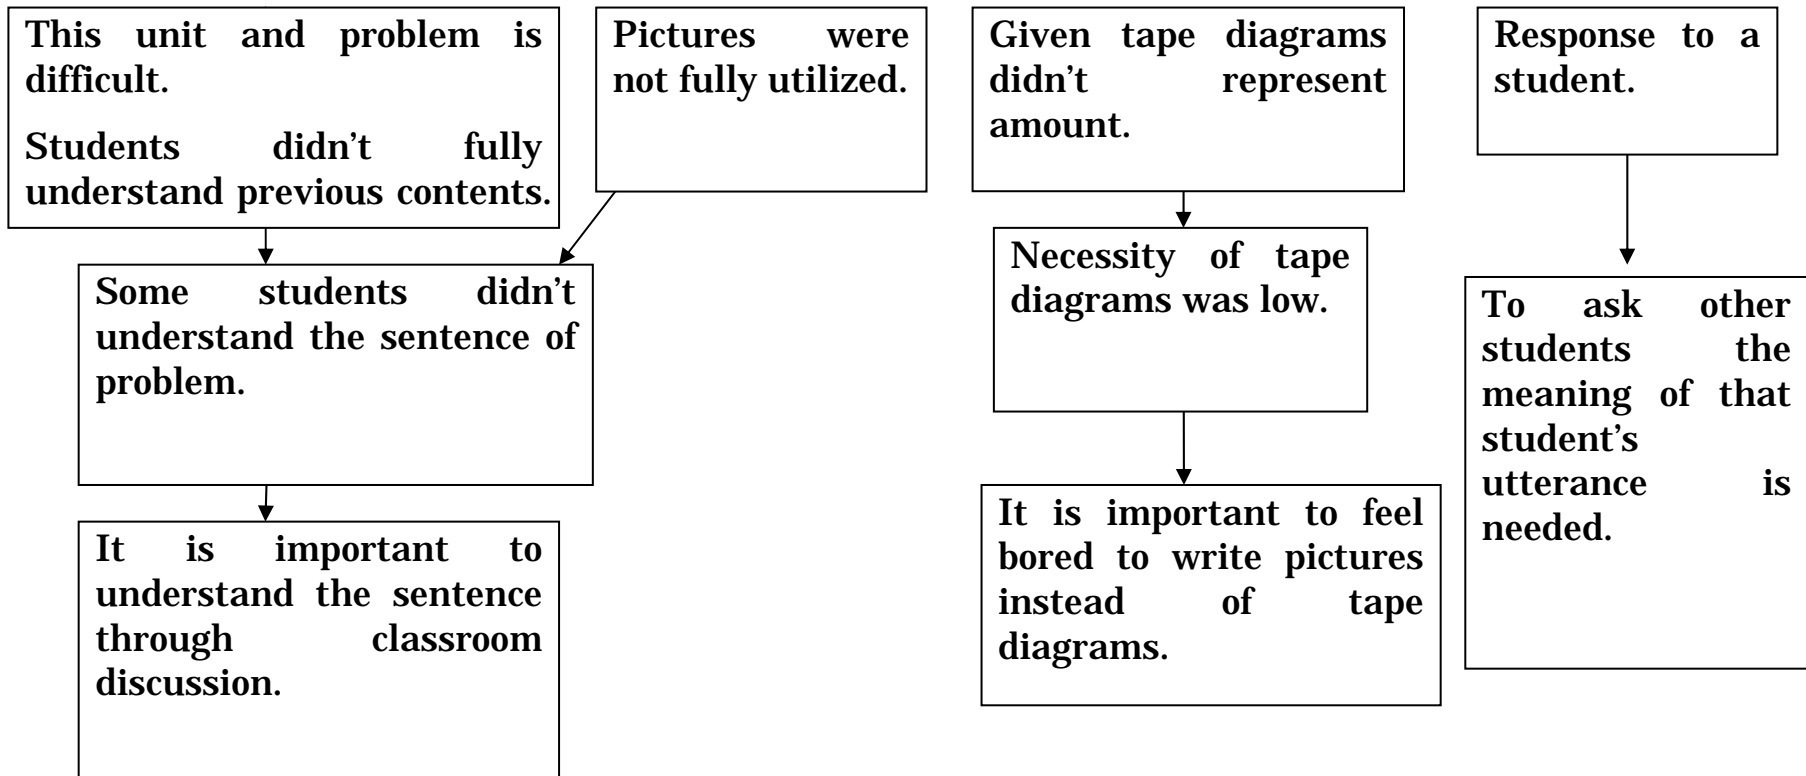 This unit and problem is
difficult.
Students didn't fully
understand previous contents.
Pictures were
not fully utilized.
Given tape diagrams
didn't represent
amount.
Response to a
student.
Some students didn't
understand the sentence of
problem.
Necessity of tape
diagrams was low.
To ask other
students the
meaning of that
student's
utterance is
needed.
It is important to
understand the sentence
through classroom
discussion.
It is important to feel
bored to write pictures
instead of tape
diagrams.